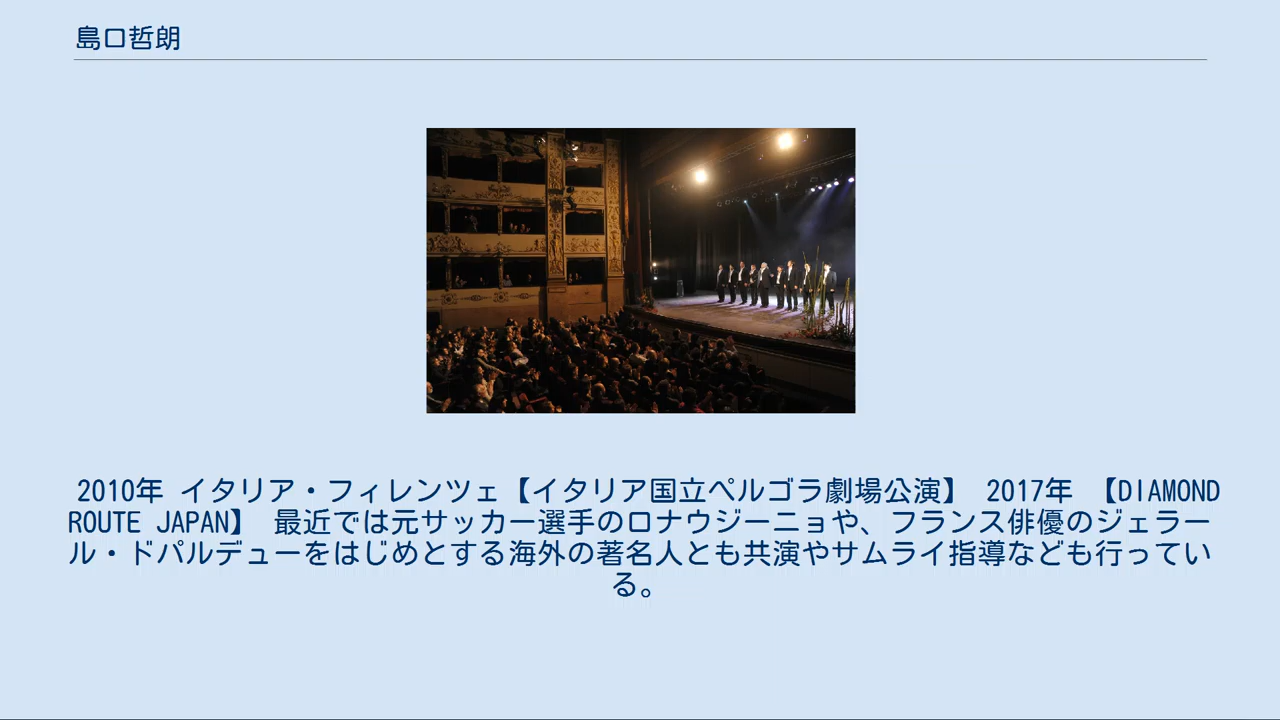 島口哲朗
2010年 イタリア・フィレンツェ【イタリア国立ペルゴラ劇場公演】 2017年 【DIAMOND
ROUTE JAPAN】 最近では元サッカー選手のロナウジーニョや、フランス俳優のジェラー
ル・ドパルデューをはじめとする海外の著名人とも共演やサムライ指導なども行ってい
る。